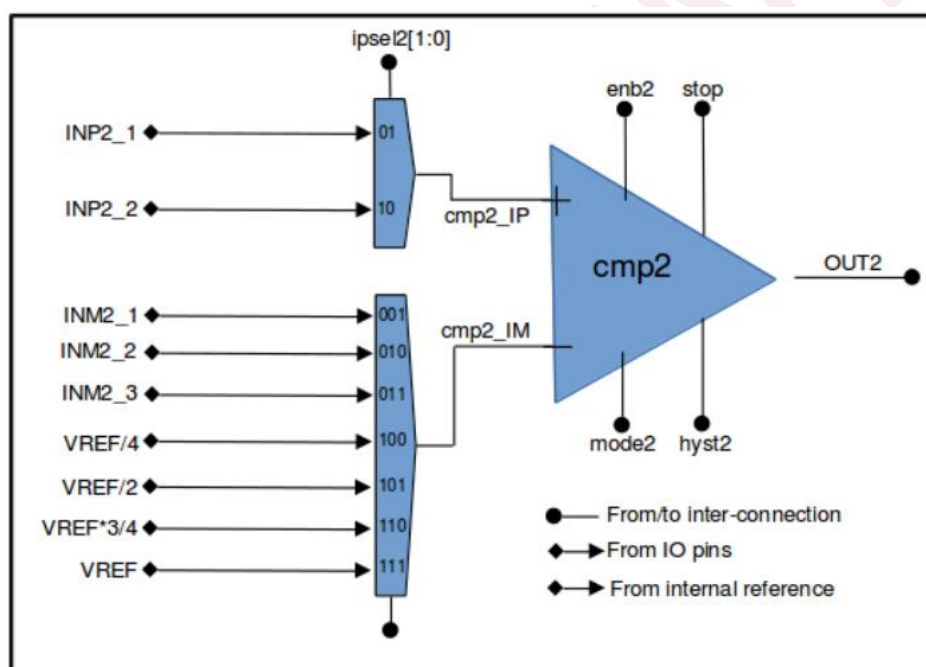 ipsel2[1:0]
enb2 stop
INP2_1 01
INP2_2 10
cmp2_IP
cmp2
OUT2
INM2_1 001
cmp2_IM
INM2_2 010
INM2_3 011
VREF/4 100
mode2 hyst2
VREF/2 101
VREF*3/4 110
VREF 111
From/to inter-connection
From IO pins
From internal reference